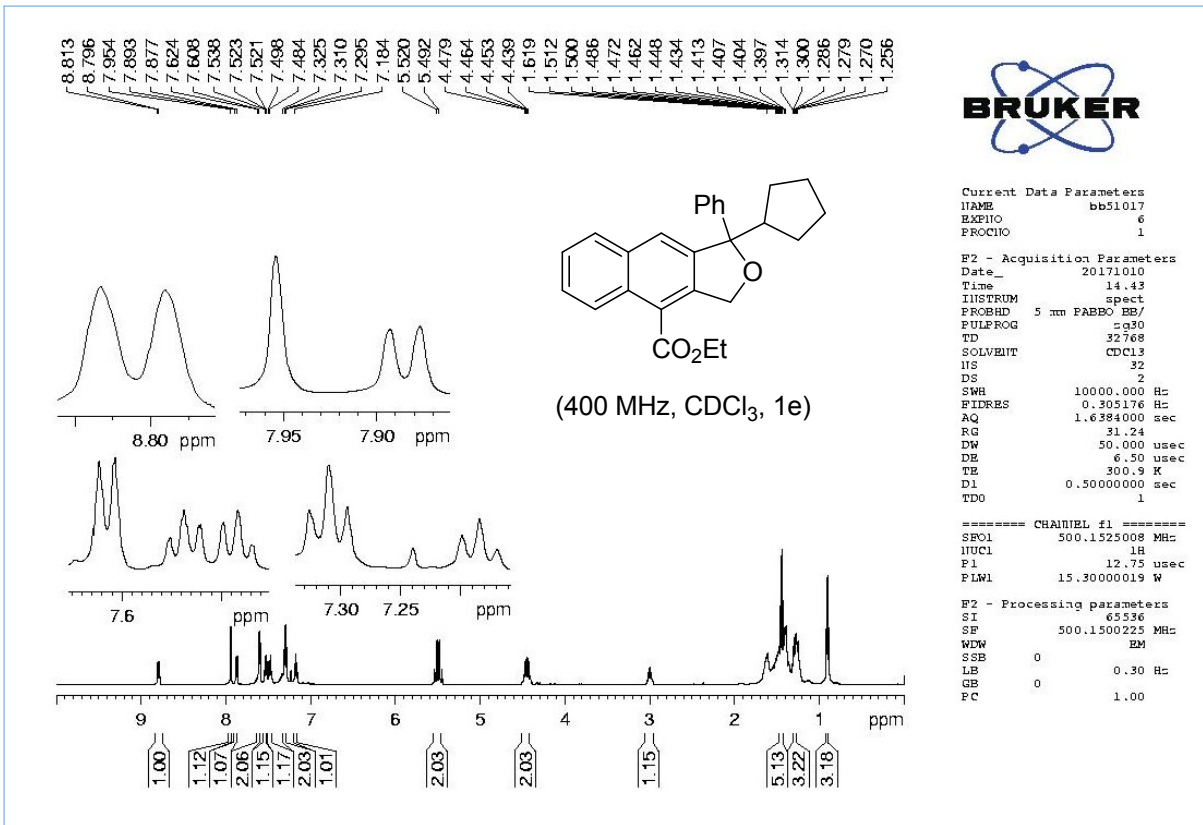 8.813 8.796 7.954 7.893 7.877 7.624 7.608 7.538 7.523 7.521 7.498 7.484 7.325 7.310 7.295 7.184 5.520 5.492 4.479 4.464 4.453 4.439 1.619 1.512 1.500 1.486 1.472 1.462 1.448 1.434 1.413 1.407 1.404 1.397 1.314 1.300 1.286 1.279 1.270 1.256
BRUKER
Ph
O
CO2Et
(400 MHz, CDCl3, 1e)
8.80 ppm
7.95 7.90 ppm
7.6 ppm
7.30 7.25 ppm
9 8 7 6 5 4 3 2 1 ppm
1.00 1.12 1.07 2.06 1.15 1.17 2.03 1.01 2.03 2.03 1.15 5.13 3.22 3.18
Current Data Parameters
NAME bb51017
EXPNO 6
PROCNO 1
F2 - Acquisition Parameters
Date_ 20171010
Time 14.43
INSTRUM spect
PROBHD 5 mm PABBO BB/
PULPROG zg30
TD 32768
SOLVENT CDCl3
NS 32
DS 2
SWH 10000.000 Hz
FIDRES 0.305176 Hz
AQ 1.6384000 sec
RG 31.24
DW 50.000 usec
DE 6.50 usec
TE 300.9 K
D1 0.50000000 sec
TD0 1
======== CHANNEL f1 ========
SFO1 500.1525008 MHz
NUC1 1H
P1 12.75 usec
PLW1 15.30000019 W
F2 - Processing parameters
SI 65536
SF 500.1500225 MHz
WDW EM
SSB 0
LB 0.30 Hz
GB 0
PC 1.00